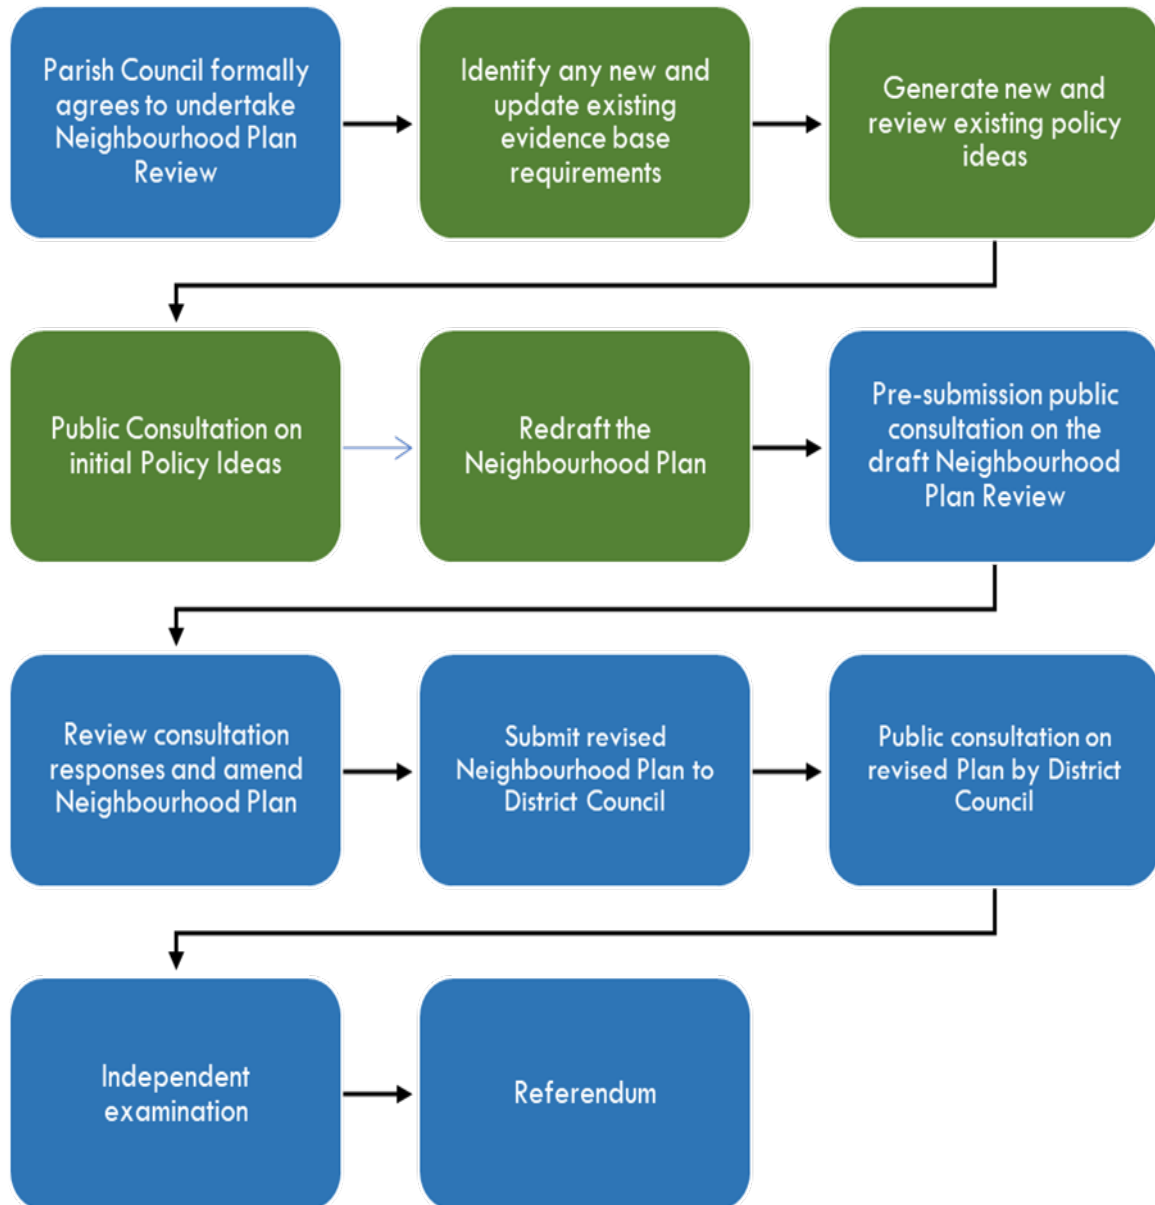 Parish Council formally
agrees to undertake
Neighbourhood Plan
Review
Identify any new and
update existing
evidence base
requirements
Generate new and
review existing policy
ideas
Public Consultation on
initial Policy Ideas
Redraft the
Neighbourhood Plan
Pre-submission public
consultation on the
draft Neighbourhood
Plan Review
Review consultation
responses and amend
Neighbourhood Plan
Submit revised
Neighbourhood Plan to
District Council
Public consultation on
revised Plan by District
Council
Independent
examination
Referendum